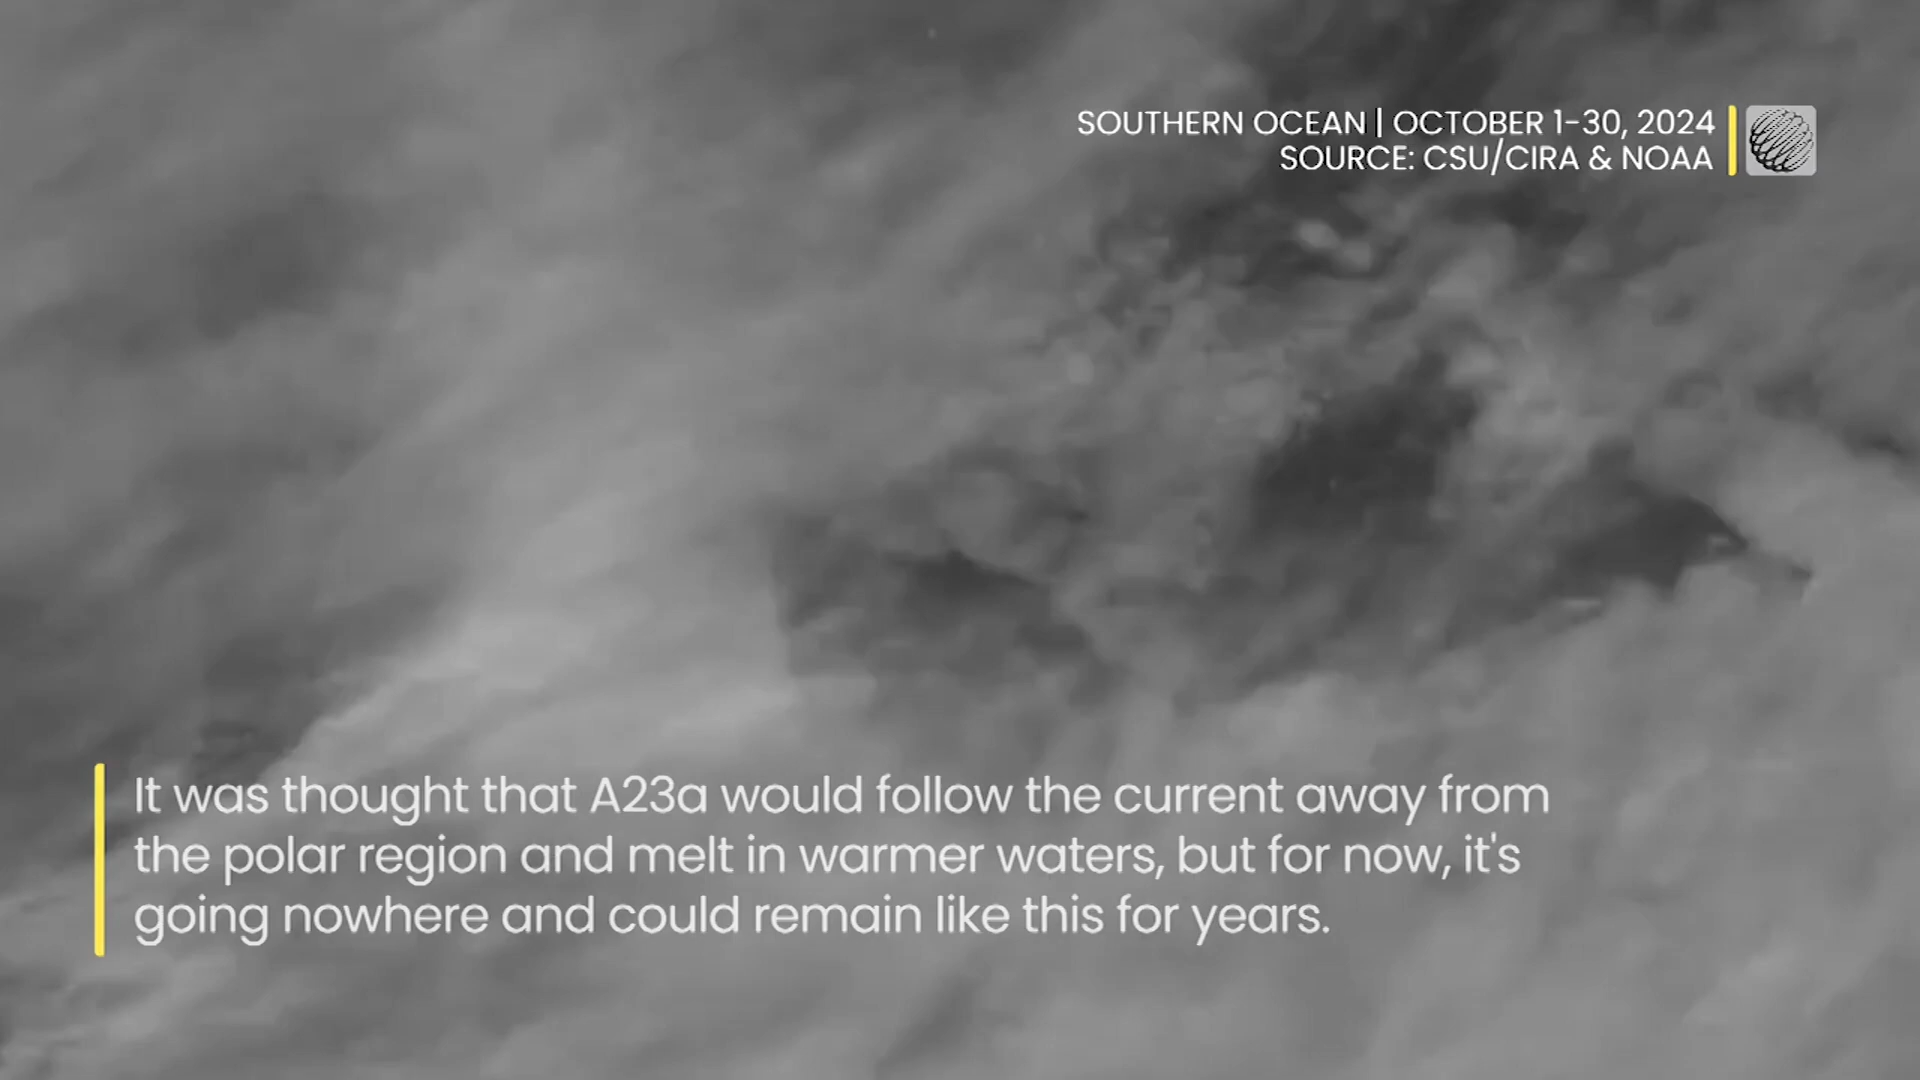 SOUTHERN OCEAN | OCTOBER 1-30, 2024
SOURCE: CSU/CIRA & NOAA
It was thought that A23a would follow the current away from
the polar region and melt in warmer waters, but for now, it's
going nowhere and could remain like this for years.